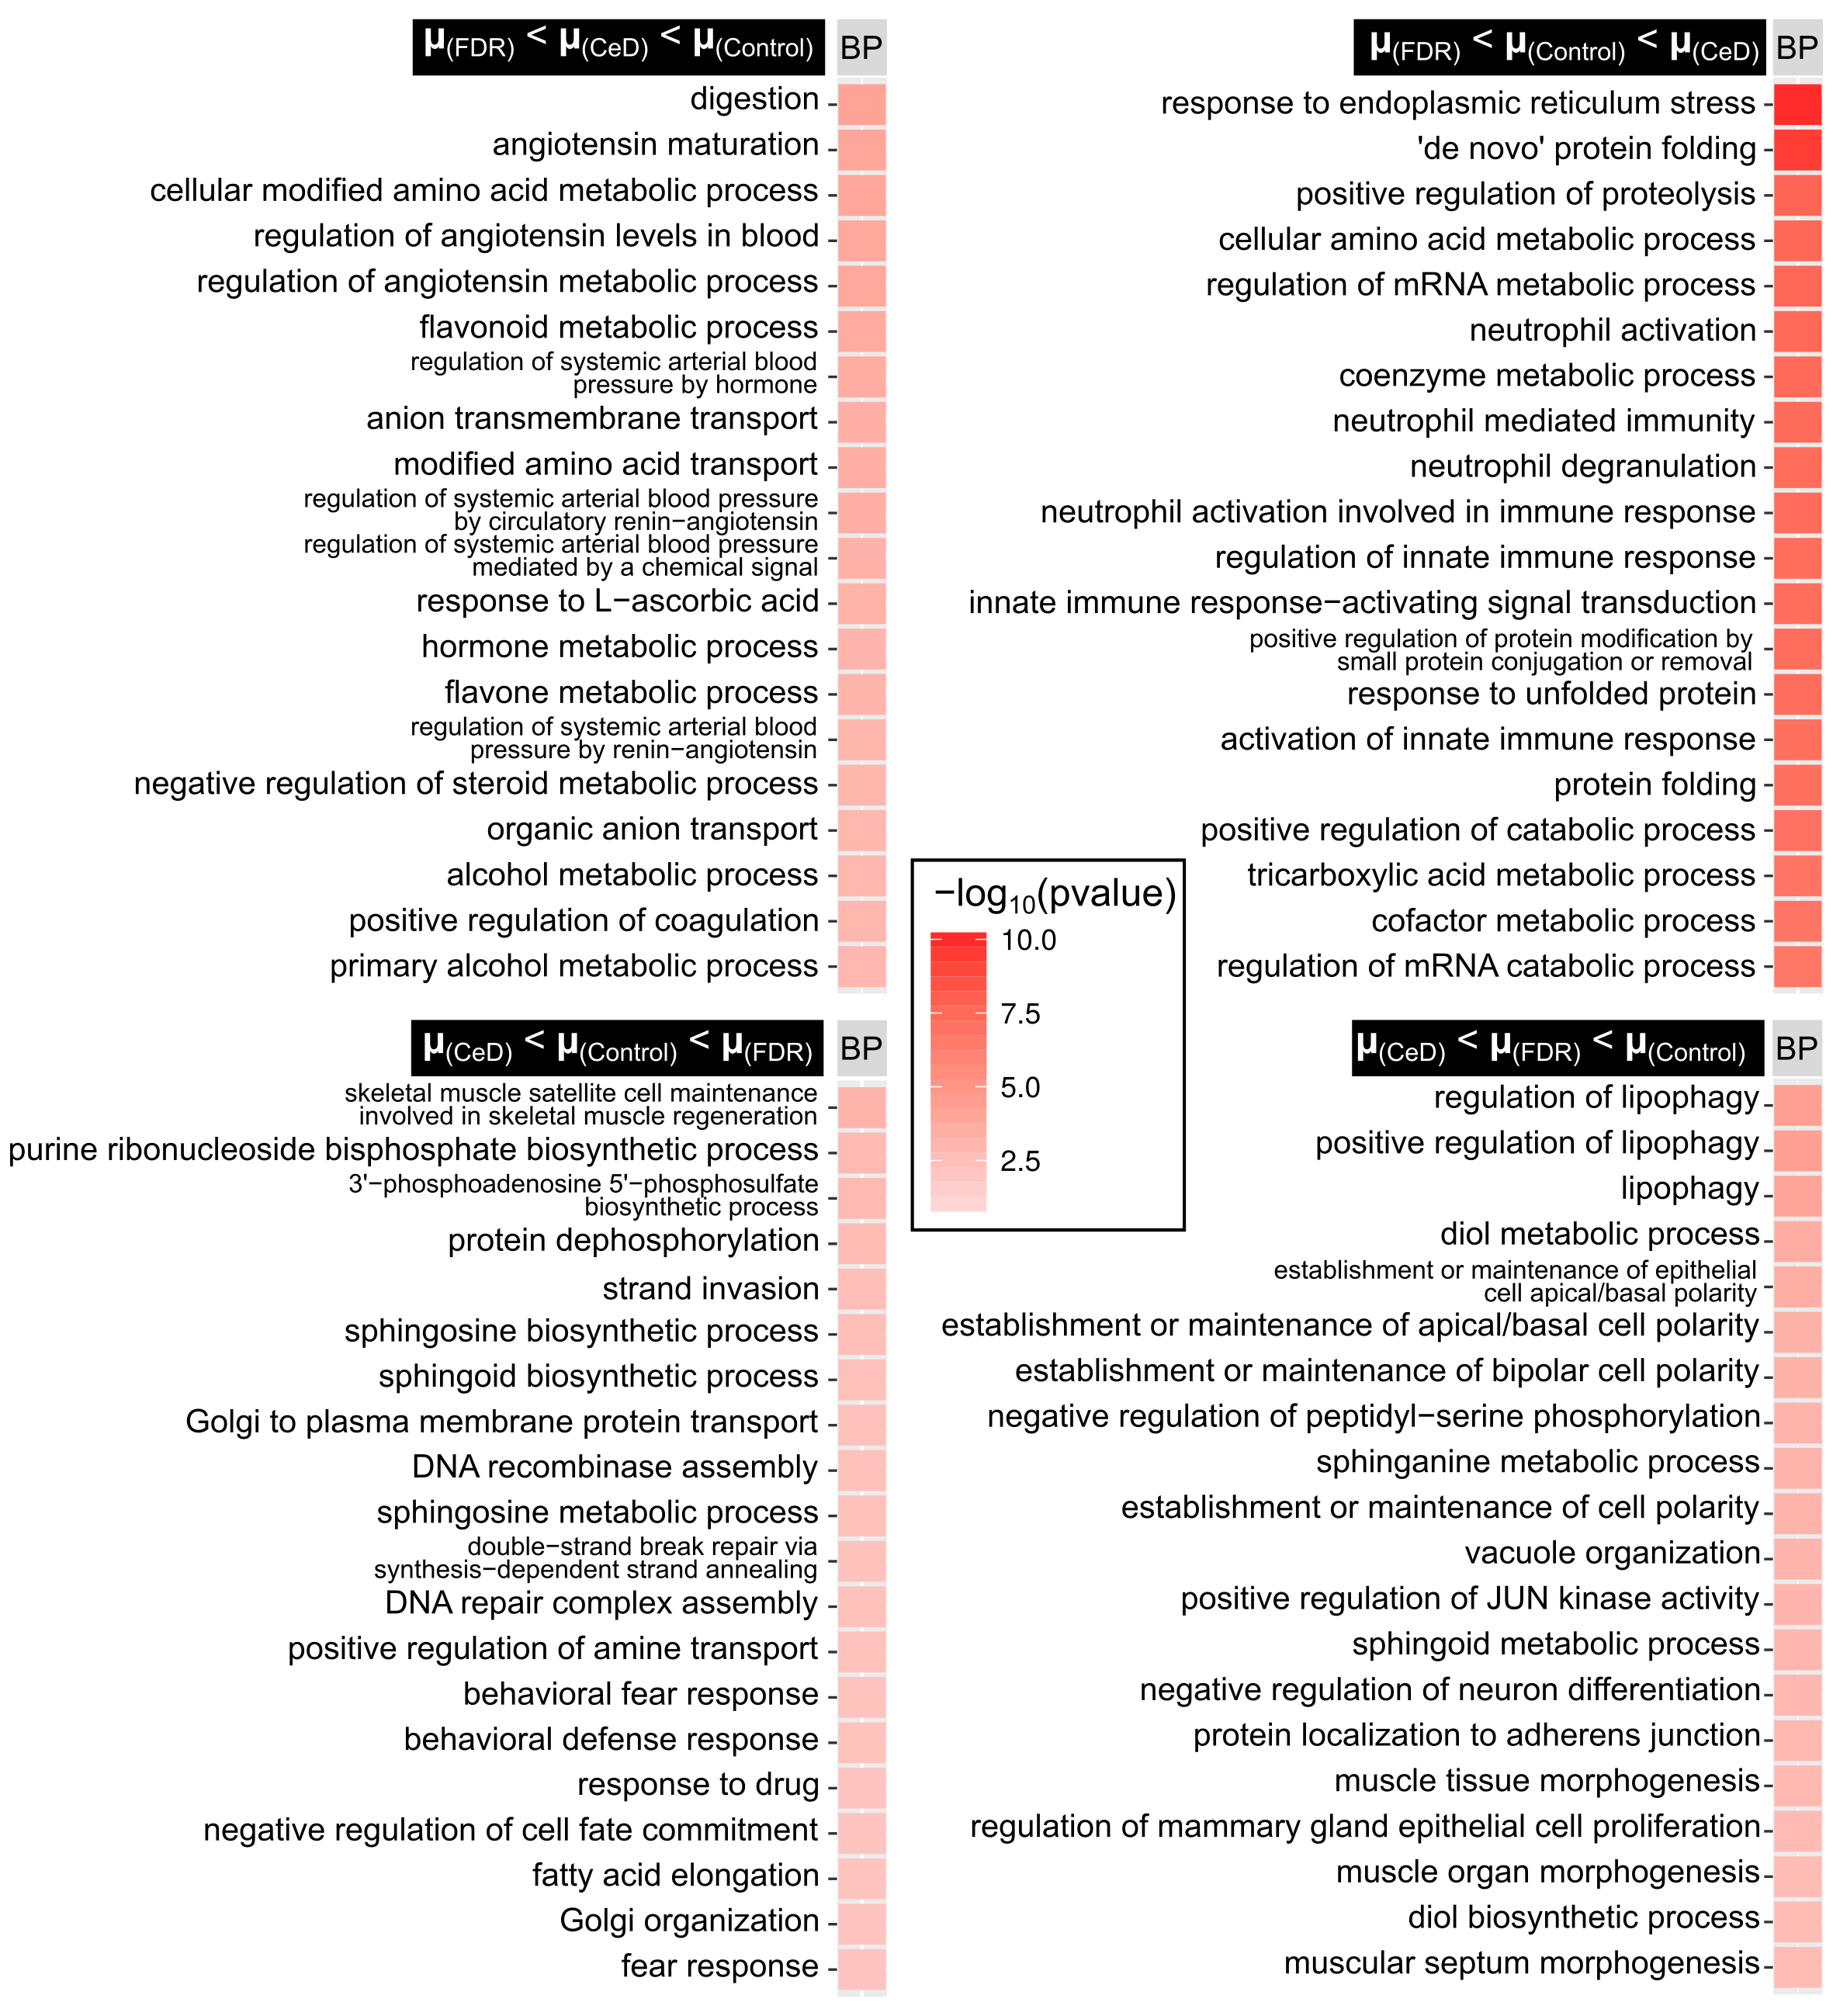 μ(FDR) < μ(CeD) < μ(Control) BP
digestion
angiotensin maturation
cellular modified amino acid metabolic process
regulation of angiotensin levels in blood
regulation of angiotensin metabolic process
flavonoid metabolic process
regulation of systemic arterial blood
pressure by hormone
anion transmembrane transport
modified amino acid transport
regulation of systemic arterial blood pressure
by circulatory renin−angiotensin
regulation of systemic arterial blood pressure
mediated by a chemical signal
response to L−ascorbic acid
hormone metabolic process
flavone metabolic process
regulation of systemic arterial blood
pressure by renin−angiotensin
negative regulation of steroid metabolic process
organic anion transport
alcohol metabolic process
positive regulation of coagulation
primary alcohol metabolic process
μ(FDR) < μ(Control) < μ(CeD) BP
response to endoplasmic reticulum stress
'de novo' protein folding
positive regulation of proteolysis
cellular amino acid metabolic process
regulation of mRNA metabolic process
neutrophil activation
coenzyme metabolic process
neutrophil mediated immunity
neutrophil degranulation
neutrophil activation involved in immune response
regulation of innate immune response
innate immune response−activating signal transduction
positive regulation of protein modification by
small protein conjugation or removal
response to unfolded protein
activation of innate immune response
protein folding
positive regulation of catabolic process
tricarboxylic acid metabolic process
cofactor metabolic process
regulation of mRNA catabolic process
−log10(pvalue)
10.0
7.5
5.0
2.5
μ(CeD) < μ(Control) < μ(FDR) BP
skeletal muscle satellite cell maintenance
involved in skeletal muscle regeneration
purine ribonucleoside bisphosphate biosynthetic process
3'−phosphoadenosine 5'−phosphosulfate
biosynthetic process
protein dephosphorylation
strand invasion
sphingosine biosynthetic process
sphingoid biosynthetic process
Golgi to plasma membrane protein transport
DNA recombinase assembly
sphingosine metabolic process
double−strand break repair via
synthesis−dependent strand annealing
DNA repair complex assembly
positive regulation of amine transport
behavioral fear response
behavioral defense response
response to drug
negative regulation of cell fate commitment
fatty acid elongation
Golgi organization
fear response
μ(CeD) < μ(FDR) < μ(Control) BP
regulation of lipophagy
positive regulation of lipophagy
lipophagy
diol metabolic process
establishment or maintenance of epithelial
cell apical/basal polarity
establishment or maintenance of apical/basal cell polarity
establishment or maintenance of bipolar cell polarity
negative regulation of peptidyl−serine phosphorylation
sphinganine metabolic process
establishment or maintenance of cell polarity
vacuole organization
positive regulation of JUN kinase activity
sphingoid metabolic process
negative regulation of neuron differentiation
protein localization to adherens junction
muscle tissue morphogenesis
regulation of mammary gland epithelial cell proliferation
muscle organ morphogenesis
diol biosynthetic process
muscular septum morphogenesis